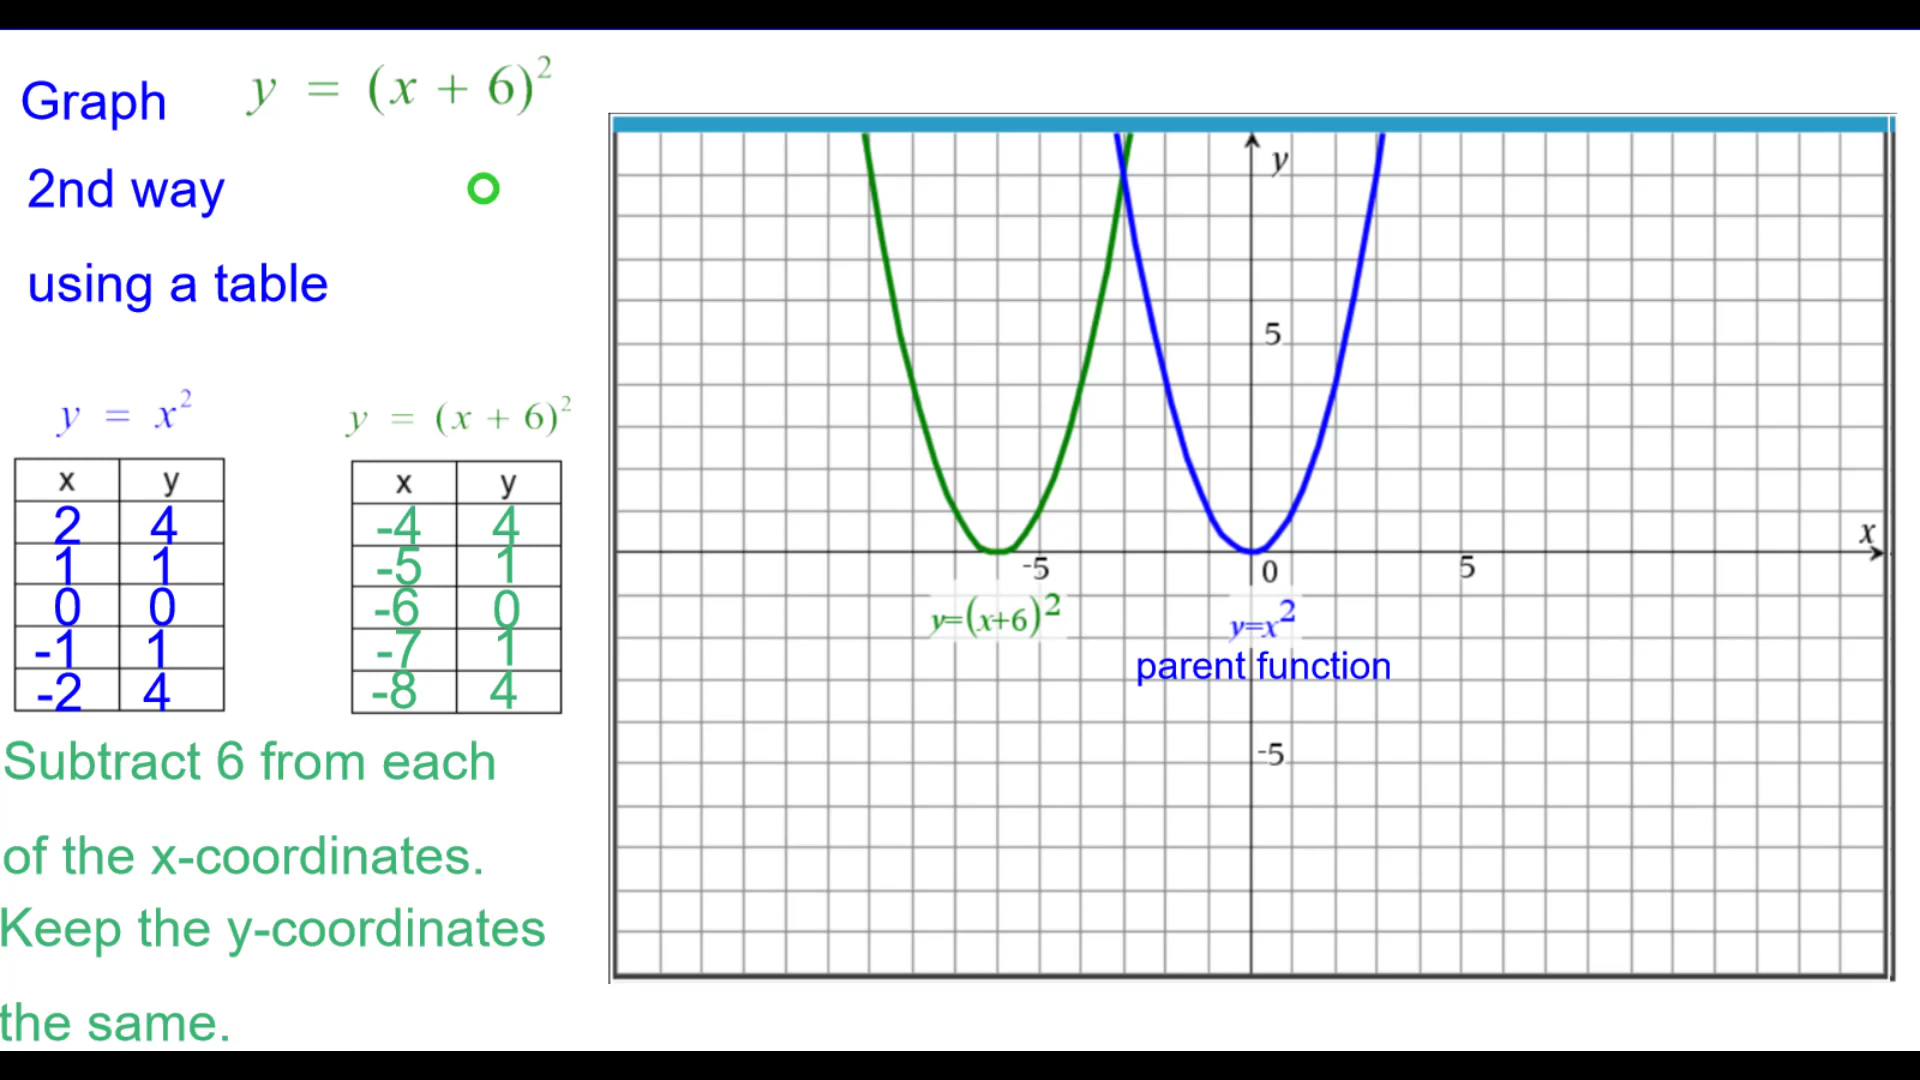 Graph y = (x + 6)²
2nd way
using a table
y = x²
x y
2 4
1 1
0 0
-1 1
-2 4
y = (x + 6)²
x y
-4 4
-5 1
-6 0
-7 1
-8 4
Subtract 6 from each
of the x-coordinates.
Keep the y-coordinates
the same.
y
5
x
-5 0 5
y=(x+6)² y=x²
parent function
-5